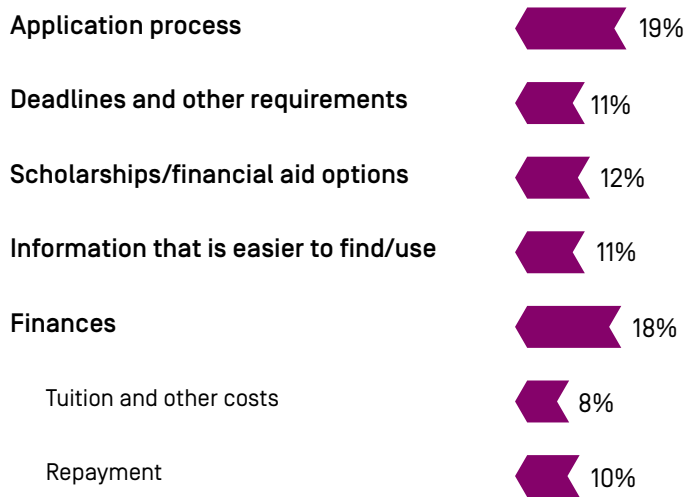 Application process 19%
Deadlines and other requirements 11%
Scholarships/financial aid options 12%
Information that is easier to find/use 11%
Finances 18%
Tuition and other costs 8%
Repayment 10%